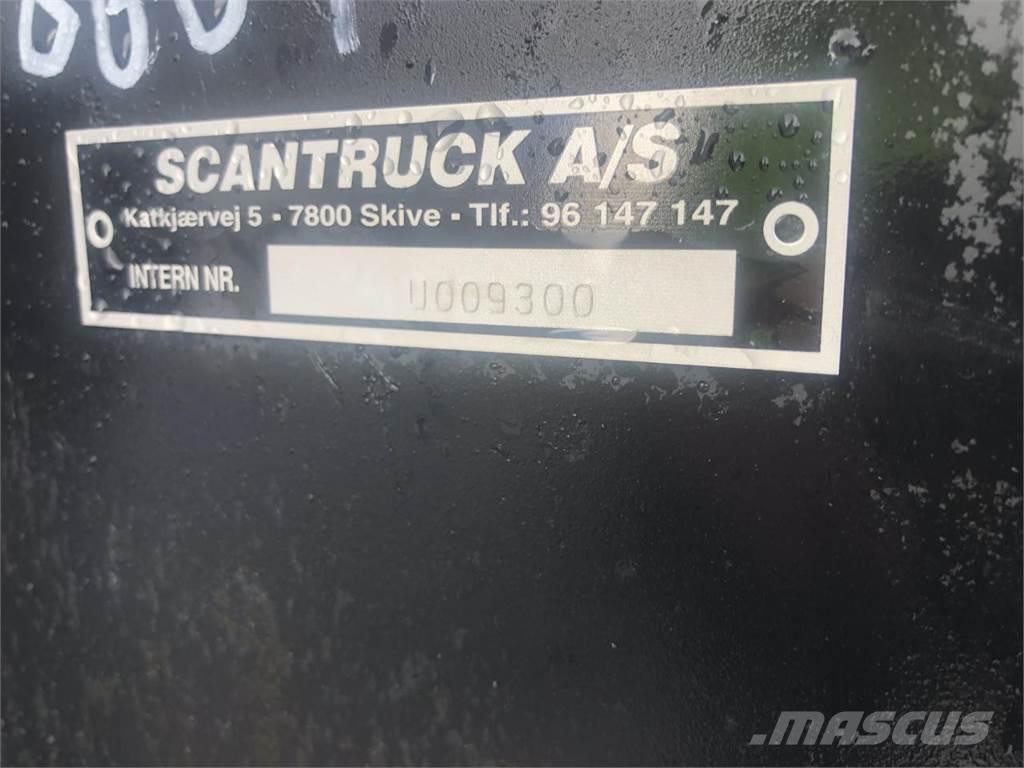 SCANTRUCK A/S
Katkjærvej 5 - 7800 Skive - Tlf.: 96 147 147
INTERN NR. U009300
MASCUS